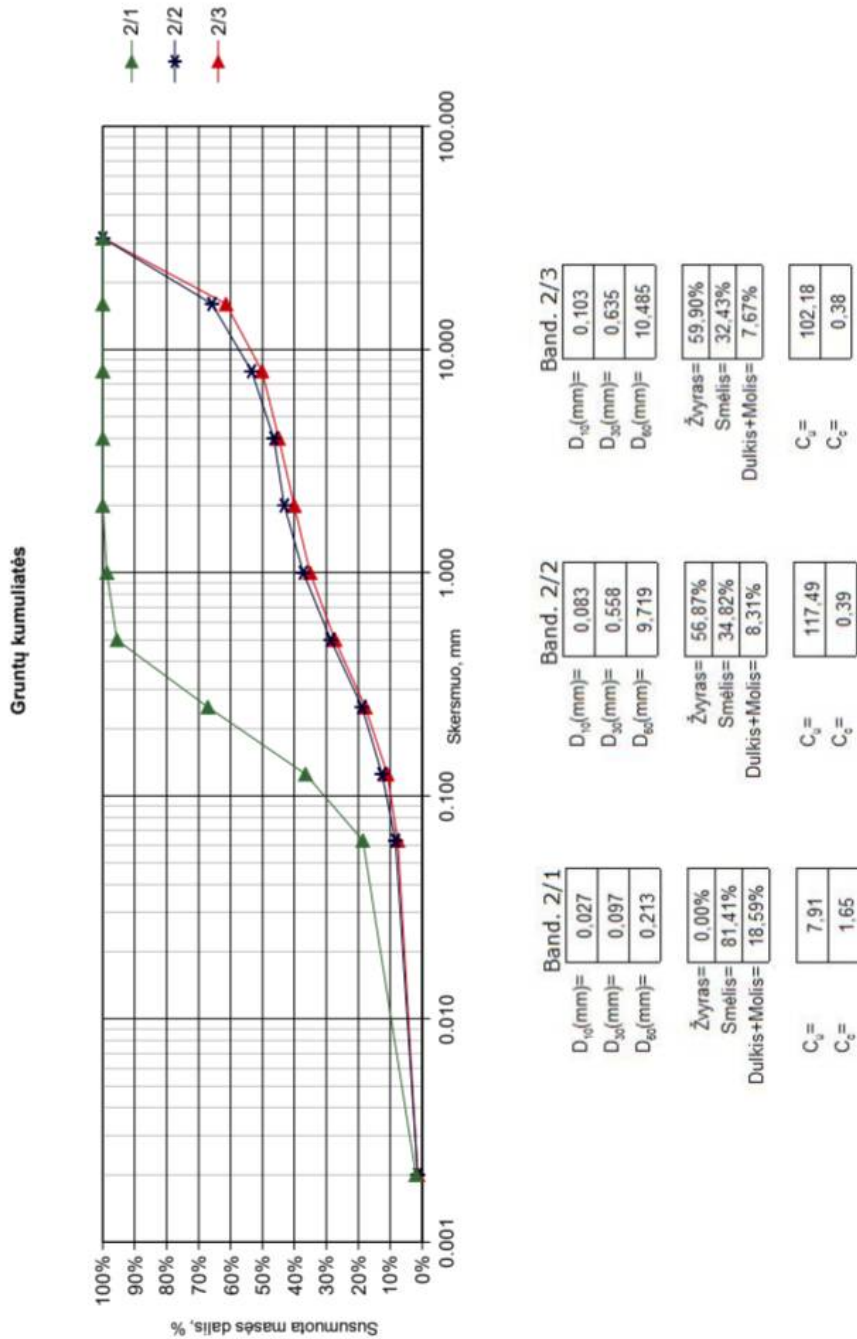 Gruntų kumuliatės
2/1
2/2
2/3
Susumuota masės dalis, %
100%
90%
80%
70%
60%
50%
40%
30%
20%
10%
0%
0.001
0.010
0.100
1.000
10.000
100.000
Skersmuo, mm
Band. 2/1
D10(mm)= 0,027
D30(mm)= 0,097
D60(mm)= 0,213
Žvyras= 0,00%
Smėlis= 81,41%
Dulkis+Molis= 18,59%
Cu= 7,91
Cc= 1,65
Band. 2/2
D10(mm)= 0,083
D30(mm)= 0,558
D60(mm)= 9,719
Žvyras= 56,87%
Smėlis= 34,82%
Dulkis+Molis= 8,31%
Cu= 117,49
Cc= 0,39
Band. 2/3
D10(mm)= 0,103
D30(mm)= 0,635
D60(mm)= 10,485
Žvyras= 59,90%
Smėlis= 32,43%
Dulkis+Molis= 7,67%
Cu= 102,18
Cc= 0,38